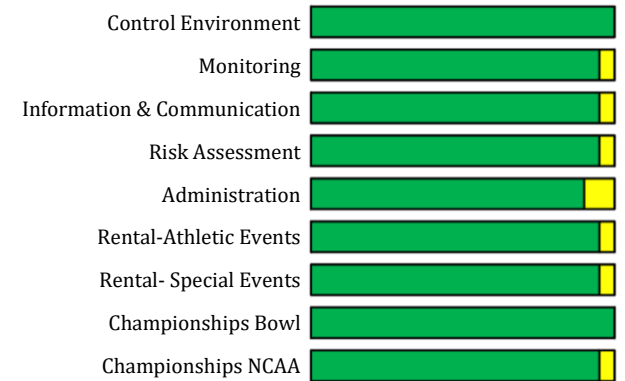 Control Environment
Monitoring
Information & Communication
Risk Assessment
Administration
Rental-Athletic Events
Rental- Special Events
Championships Bowl
Championships NCAA